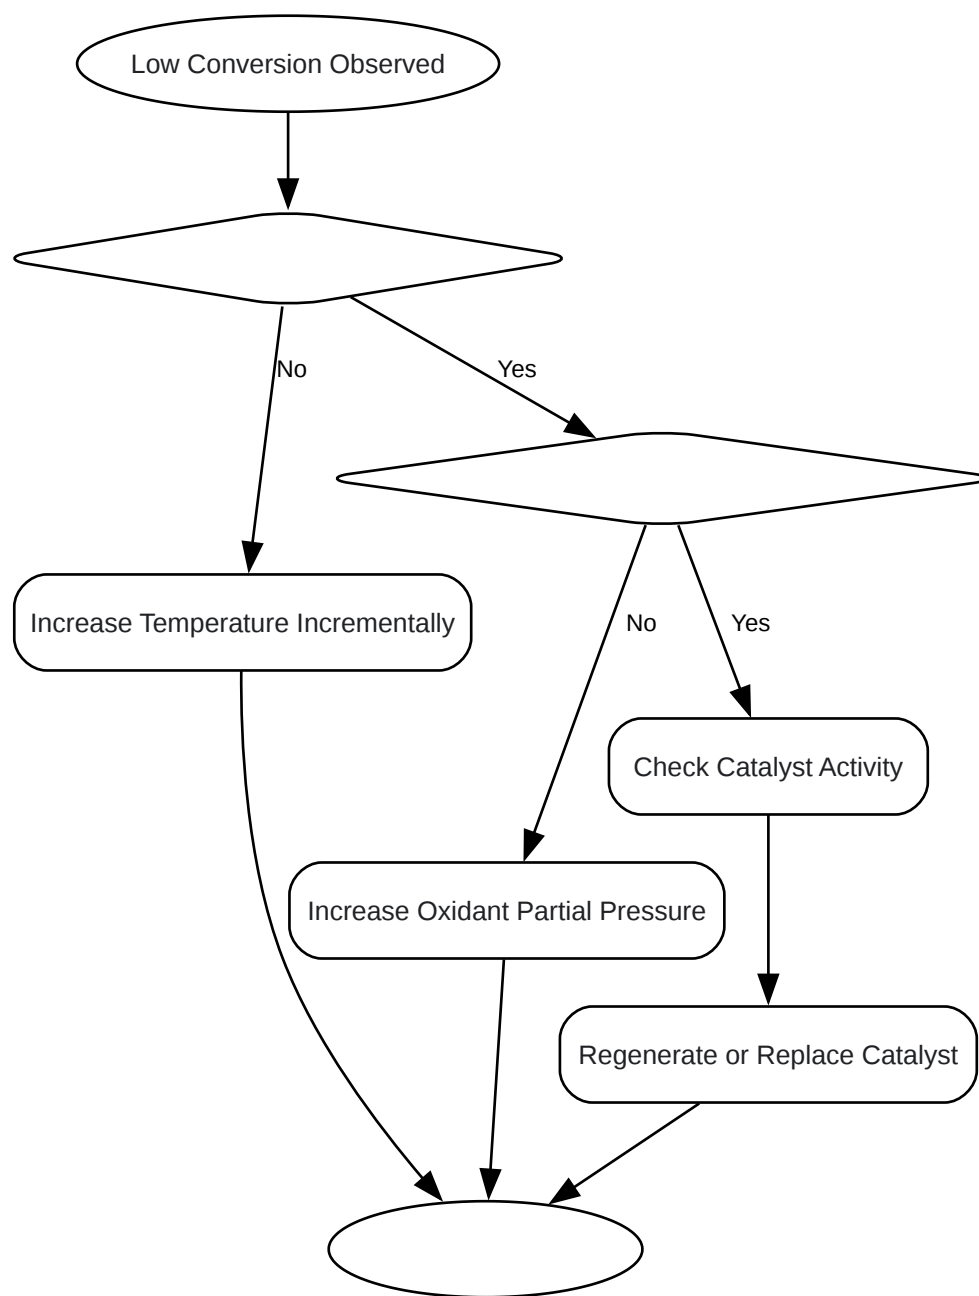 Low Conversion Observed
No
Yes
Increase Temperature Incrementally
No
Yes
Check Catalyst Activity
Increase Oxidant Partial Pressure
Regenerate or Replace Catalyst